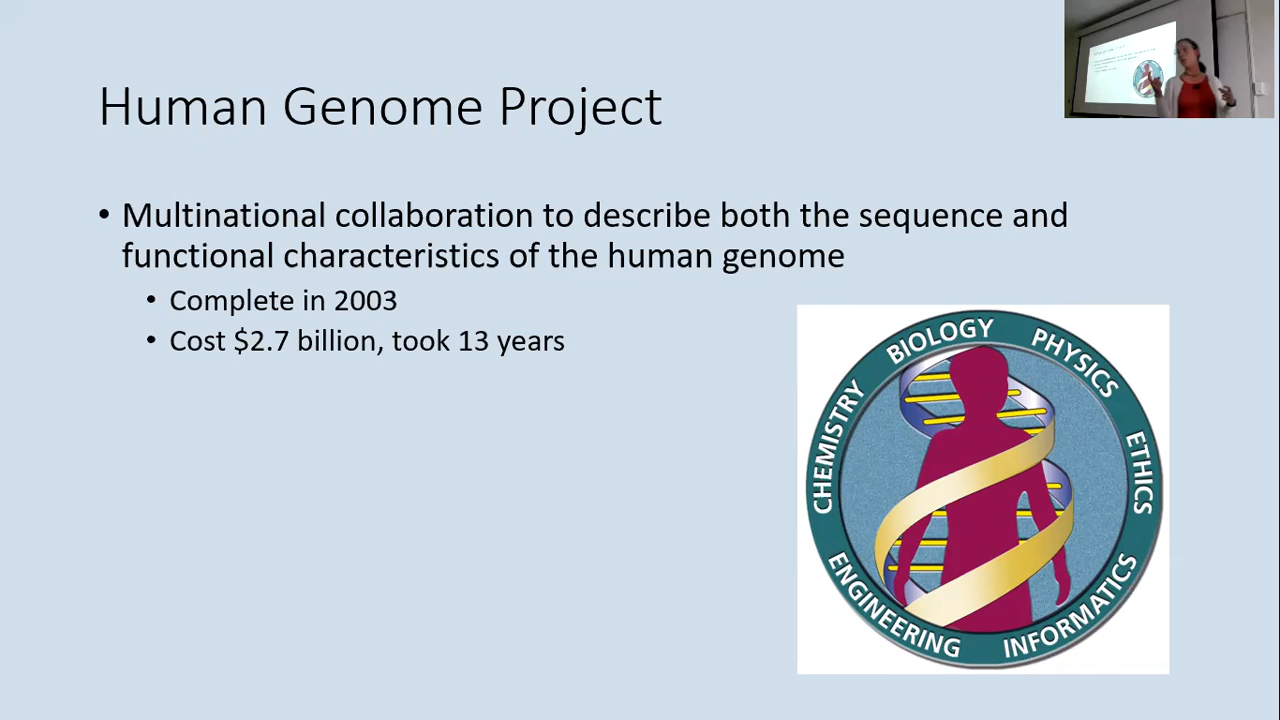 Human Genome Project
• Multinational collaboration to describe both the sequence and
functional characteristics of the human genome
• Complete in 2003
• Cost $2.7 billion, took 13 years
CHEMISTRY
BIOLOGY
PHYSICS
ETHICS
INFORMATICS
ENGINEERING